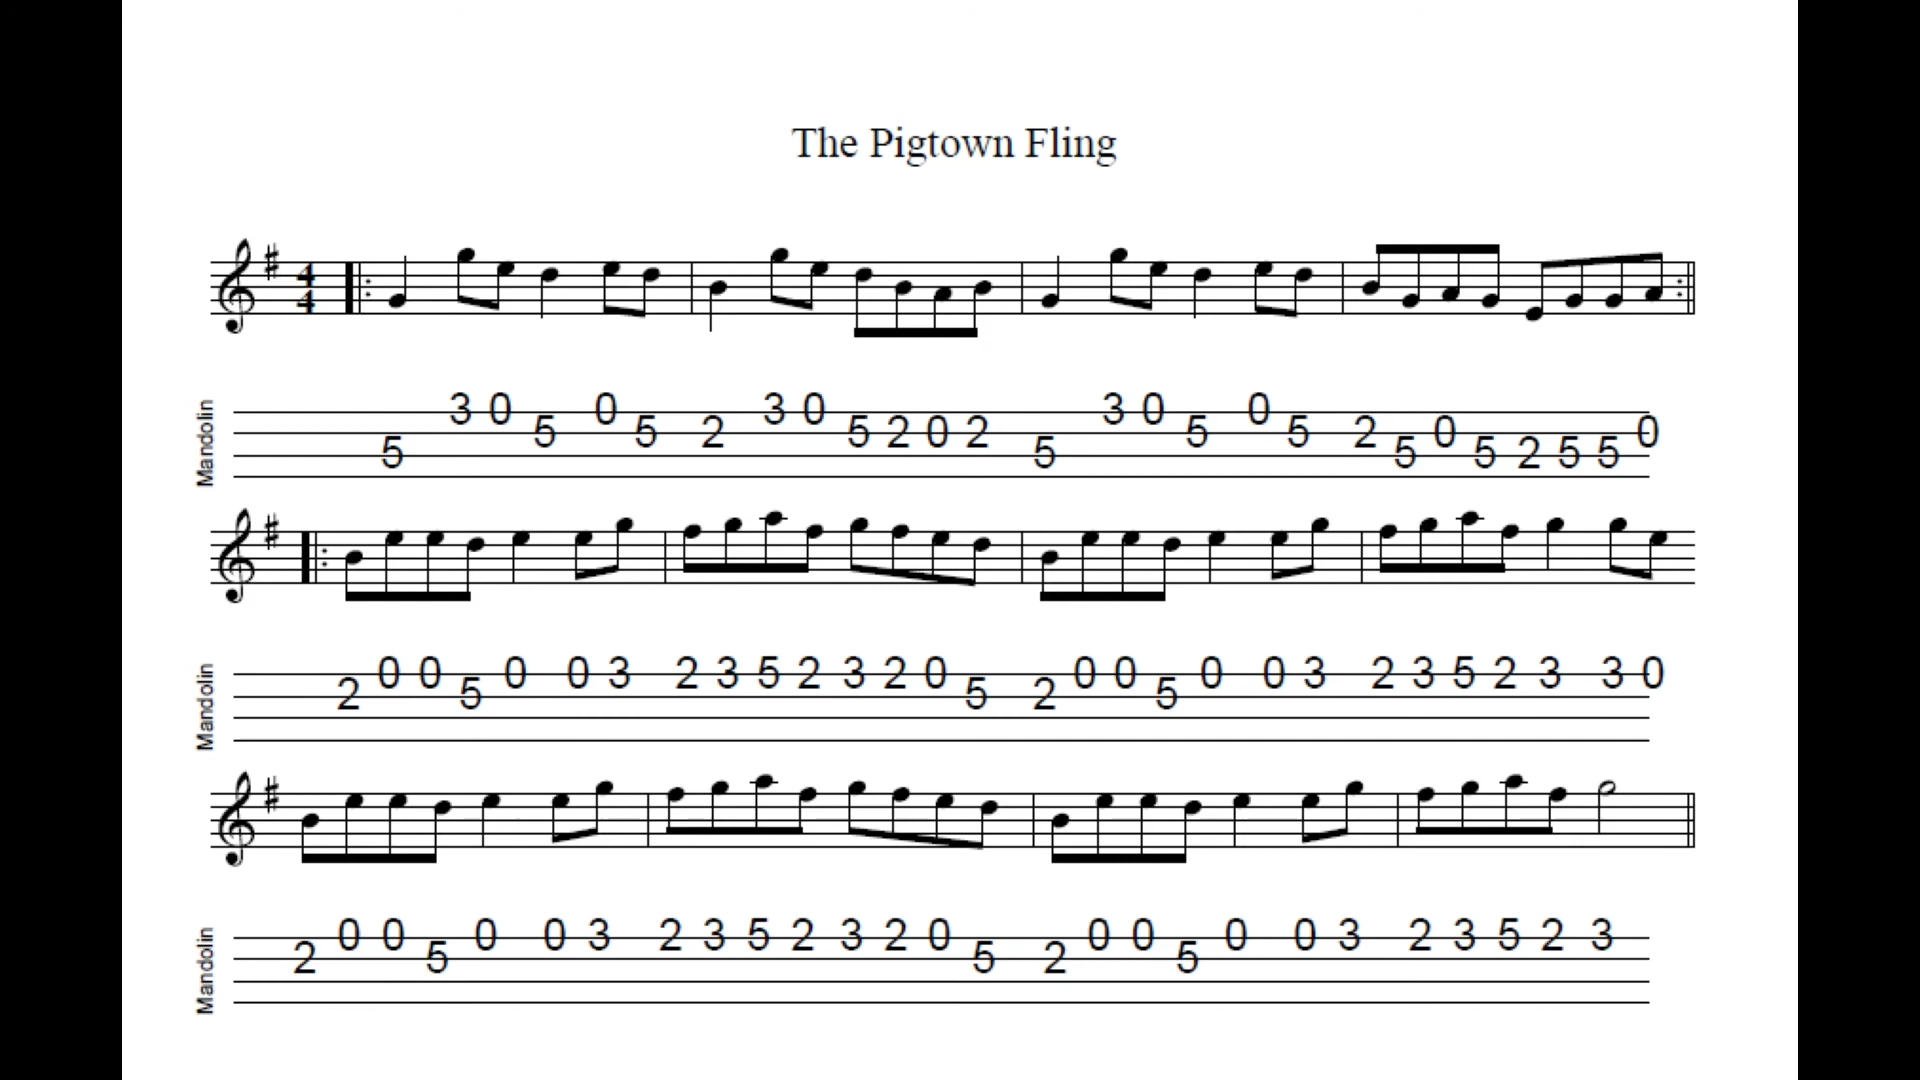 The Pigtown Fling
4
4
Mandolin
5 3 0 5 0 5 2 3 0 5 2 0 2 5 3 0 5 0 5 2 5 0 5 2 5 5 0
Mandolin
2 0 0 5 0 0 3 2 3 5 2 3 2 0 5 2 0 0 5 0 0 3 2 3 5 2 3 3 0
Mandolin
2 0 0 5 0 0 3 2 3 5 2 3 2 0 5 2 0 0 5 0 0 3 2 3 5 2 3